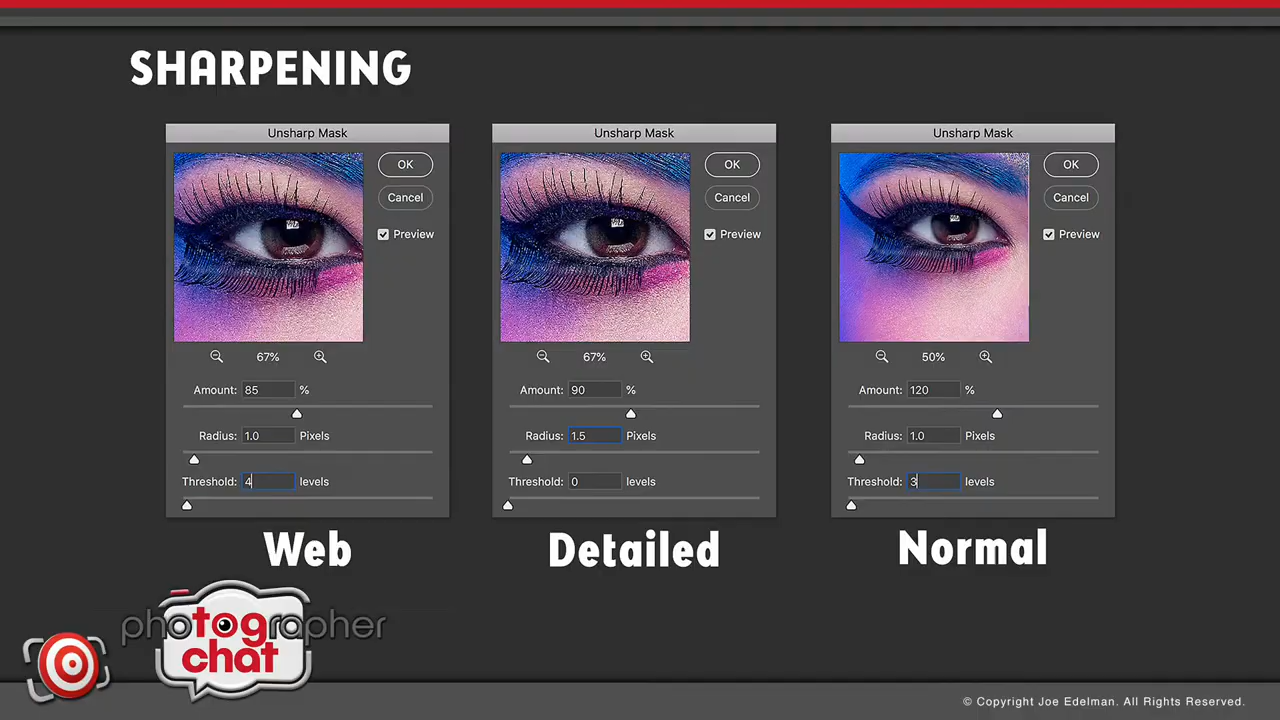 SHARPENING
Unsharp Mask
OK
Cancel
Preview
67%
Amount: 85 %
Radius: 1.0 Pixels
Threshold: 4 levels
Web
Unsharp Mask
OK
Cancel
Preview
67%
Amount: 90 %
Radius: 1.5 Pixels
Threshold: 0 levels
Detailed
Unsharp Mask
OK
Cancel
Preview
50%
Amount: 120 %
Radius: 1.0 Pixels
Threshold: 3 levels
Normal
photographer
chat
© Copyright Joe Edelman. All Rights Reserved.